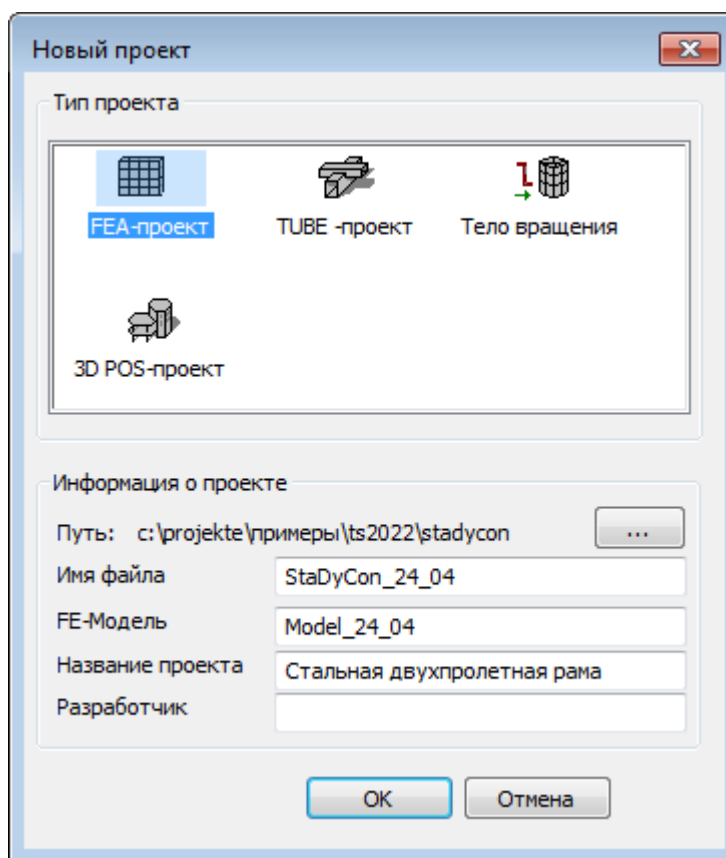 Новый проект
Тип проекта
FEA-проект TUBE -проект Тело вращения
3D POS-проект
Информация о проекте
Путь: c:\projekte\примеры\ts2022\stadycon ...
Имя файла StaDyCon_24_04
FE-Модель Model_24_04
Название проекта Стальная двухпролетная рама
Разработчик
OK Отмена